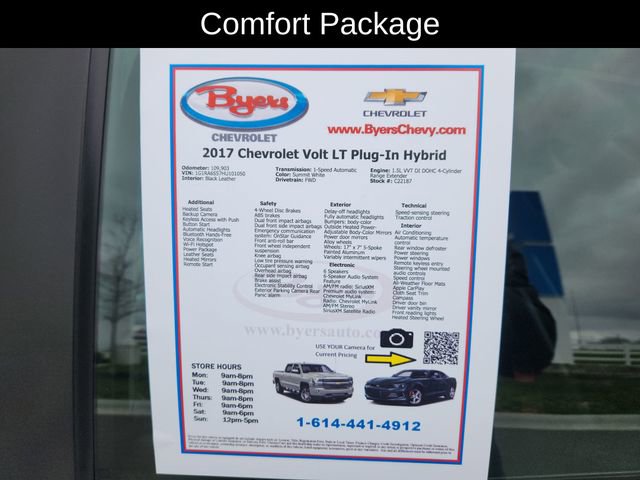 Comfort Package
Byers
CHEVROLET
CHEVROLET
www.ByersChevy.com
2017 Chevrolet Volt LT Plug-In Hybrid
Odometer: 109,903
VIN: 1G1RA6S57HU101050
Interior: Black Leather
Transmission: 1-Speed Automatic
Color: Summit White
Drivetrain: FWD
Engine: 1.5L VVT DI DOHC 4-Cylinder
Range Extender
Stock #: C22187
Additional
Heated Seats
Backup Camera
Keyless Access with Push
Button Start
Automatic Headlights
Bluetooth Hands-Free
Voice Recognition
Wi-Fi Hotspot
Power Package
Leather Seats
Heated Mirrors
Remote Start
Safety
4-Wheel Disc Brakes
ABS brakes
Dual front impact airbags
Dual front side impact airbags
Emergency communication
system: OnStar Guidance
Front anti-roll bar
Front wheel independent
suspension
Knee airbag
Low tire pressure warning
Occupant sensing airbag
Overhead airbag
Rear side impact airbag
Brake assist
Electronic Stability Control
Exterior Parking Camera Rear
Panic alarm
Exterior
Delay-off headlights
Fully automatic headlights
Bumpers: body-color
Outside Heated Power-
Adjustable Body-Color Mirrors
Power door mirrors
Alloy wheels
Wheels: 17" x 7" 5-Spoke
Painted Aluminum
Variably intermittent wipers
Electronic
6 Speakers
6-Speaker Audio System
Feature
AM/FM radio: SiriusXM
Premium audio system:
Chevrolet MyLink
Radio: Chevrolet MyLink
AM/FM Stereo
SiriusXM Satellite Radio
Technical
Speed-sensing steering
Traction control
Interior
Air Conditioning
Automatic temperature
control
Rear window defroster
Power steering
Power windows
Remote keyless entry
Steering wheel mounted
audio controls
Speed control
All-Weather Floor Mats
Apple CarPlay
Cloth Seat Trim
Compass
Driver door bin
Driver vanity mirror
Front reading lights
Heated Steering Wheel
www.byersauto.co
USE YOUR Camera for
Current Pricing
STORE HOURS
Mon: 9am-8pm
Tue: 9am-8pm
Wed: 9am-8pm
Thurs: 9am-8pm
Fri: 9am-6pm
Sat: 9am-6pm
Sun: 12pm-5pm
1-614-441-4912